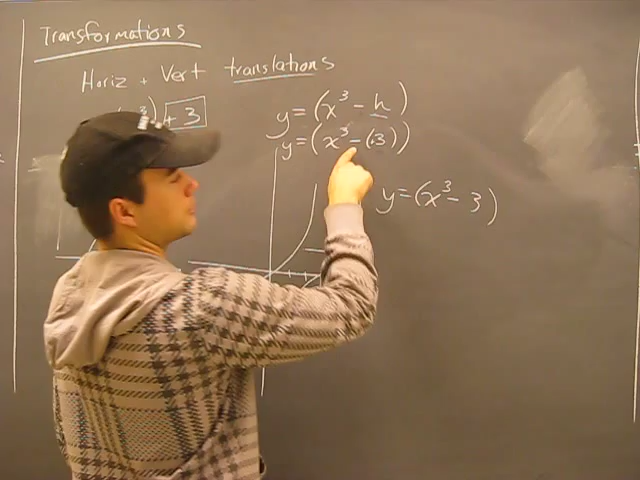 Transformations
Horiz + Vert translations
+ 3
y = (x³ - h)
y = (x³ - (3))
y = (x³ - 3)